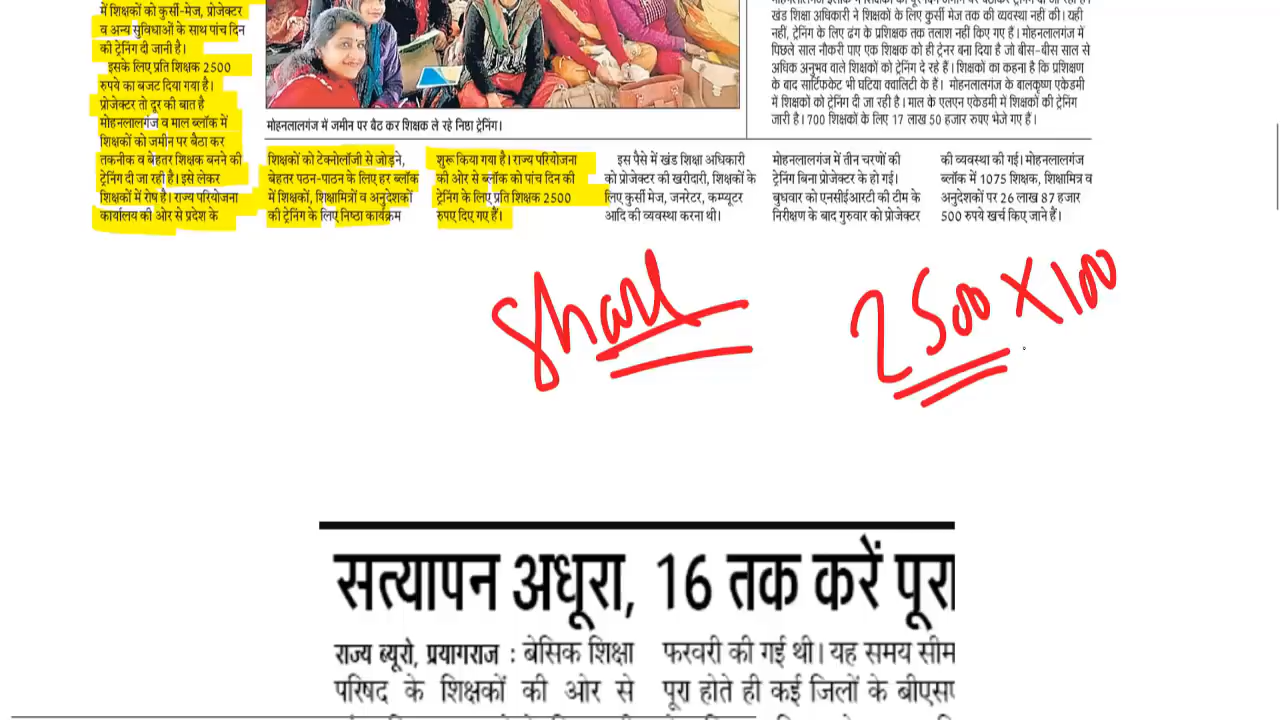 में शिक्षकों को कुर्सी-मेज, प्रोजेक्टर
व अन्य सुविधाओं के साथ पांच दिन
की ट्रेनिंग दी जानी है।
इसके लिए प्रति शिक्षक 2500
रुपये का बजट दिया गया है।
प्रोजेक्टर तो दूर की बात है
मोहनलालगंज व माल ब्लॉक में
शिक्षकों को जमीन पर बैठा कर
तकनीक व बेहतर शिक्षक बनने की
ट्रेनिंग दी जा रही है। इसे लेकर
शिक्षकों में रोष है। राज्य परियोजना
कार्यालय की ओर से प्रदेश के
मोहनलालगंज में जमीन पर बैठ कर शिक्षक ले रहे निष्ठा ट्रेनिंग।
शिक्षकों को टेक्नोलॉजी से जोड़ने,
बेहतर पठन-पाठन के लिए हर ब्लॉक
में शिक्षकों, शिक्षामित्रों व अनुदेशकों
की ट्रेनिंग के लिए निष्ठा कार्यक्रम
शुरू किया गया है। राज्य परियोजना
की ओर से ब्लॉक को पांच दिन की
ट्रेनिंग के लिए प्रति शिक्षक 2500
रुपए दिए गए हैं।
इस पैसे में खंड शिक्षा अधिकारी
को प्रोजेक्टर की खरीदारी, शिक्षकों के
लिए कुर्सी मेज, जनरेटर, कम्प्यूटर
आदि की व्यवस्था करना थी।
खंड शिक्षा अधिकारी ने शिक्षकों के लिए कुर्सी मेज तक की व्यवस्था नहीं की। यही
नहीं, ट्रेनिंग के लिए ढंग के प्रशिक्षक तक तलाश नहीं किए गए हैं। मोहनलालगंज में
पिछले साल नौकरी पाए एक शिक्षक को ही ट्रेनर बना दिया है जो बीस-बीस साल से
अधिक अनुभव वाले शिक्षकों को ट्रेनिंग दे रहे हैं। शिक्षकों का कहना है कि प्रशिक्षण
के बाद सार्टिफकेट भी घटिया क्वालिटी के हैं। मोहनलालगंज के बालकृष्ण एकेडमी
में शिक्षकों को ट्रेनिंग दी जा रही है। माल के एलएन एकेडमी में शिक्षकों की ट्रेनिंग
जारी है। 700 शिक्षकों के लिए 17 लाख 50 हजार रुपए भेजे गए हैं।
मोहनलालगंज में तीन चरणों की
ट्रेनिंग बिना प्रोजेक्टर के हो गई।
बुधवार को एनसीईआरटी की टीम के
निरीक्षण के बाद गुरुवार को प्रोजेक्टर
की व्यवस्था की गई। मोहनलालगंज
ब्लॉक में 1075 शिक्षक, शिक्षामित्र व
अनुदेशकों पर 26 लाख 87 हजार
500 रुपये खर्च किए जाने हैं।
2500 X 100
सत्यापन अधूरा, 16 तक करें पूरा
राज्य ब्यूरो, प्रयागराज : बेसिक शिक्षा
परिषद के शिक्षकों की ओर से
फरवरी की गई थी। यह समय सीम
पूरा होते ही कई जिलों के बीएस